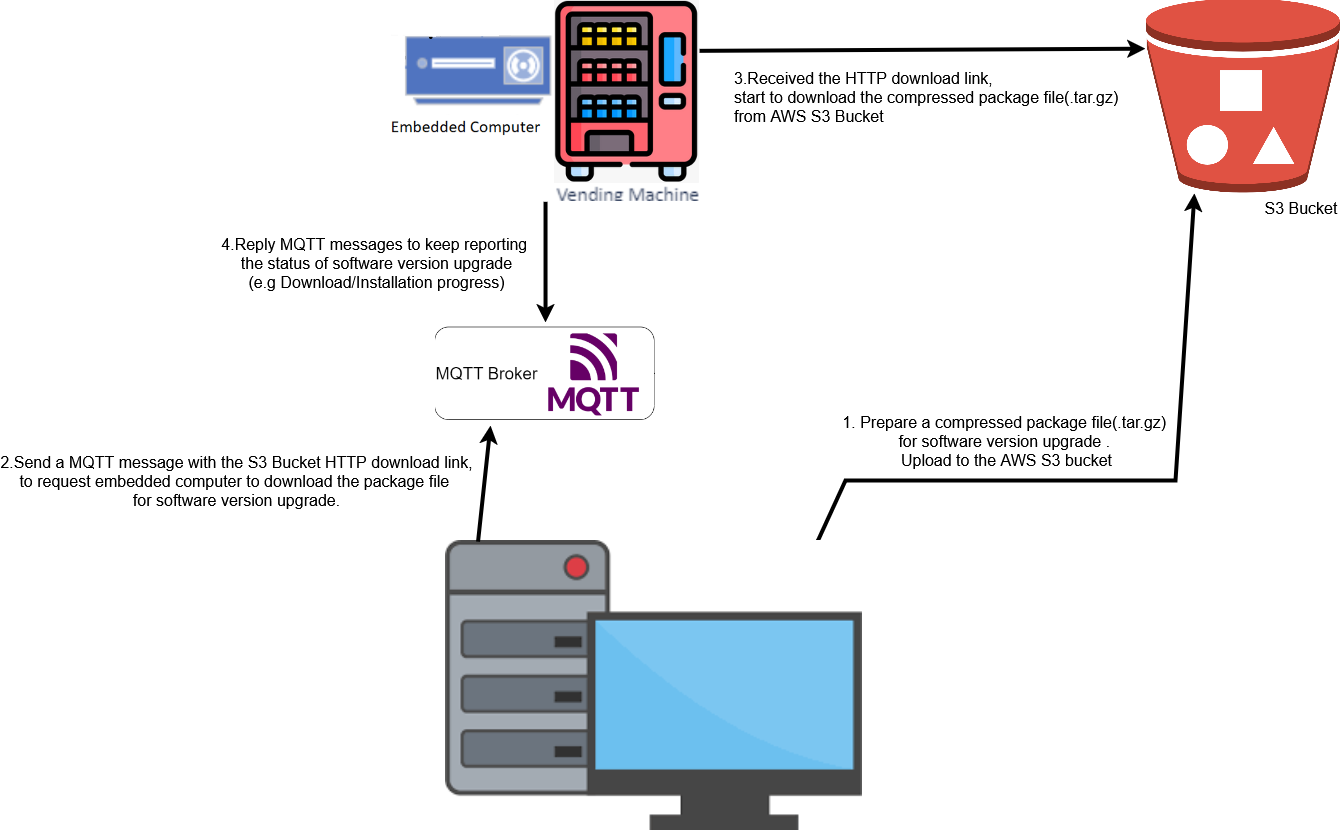 3.Received the HTTP download link,
start to download the compressed package file(.tar.gz)
from AWS S3 Bucket
Embedded Computer
Vending Machine
S3 Bucket
4.Reply MQTT messages to keep reporting
the status of software version upgrade
(e.g Download/Installation progress)
MQTT Broker
MQTT
1. Prepare a compressed package file(.tar.gz)
for software version upgrade .
Upload to the AWS S3 bucket
2.Send a MQTT message with the S3 Bucket HTTP download link,
to request embedded computer to download the package file
for software version upgrade.